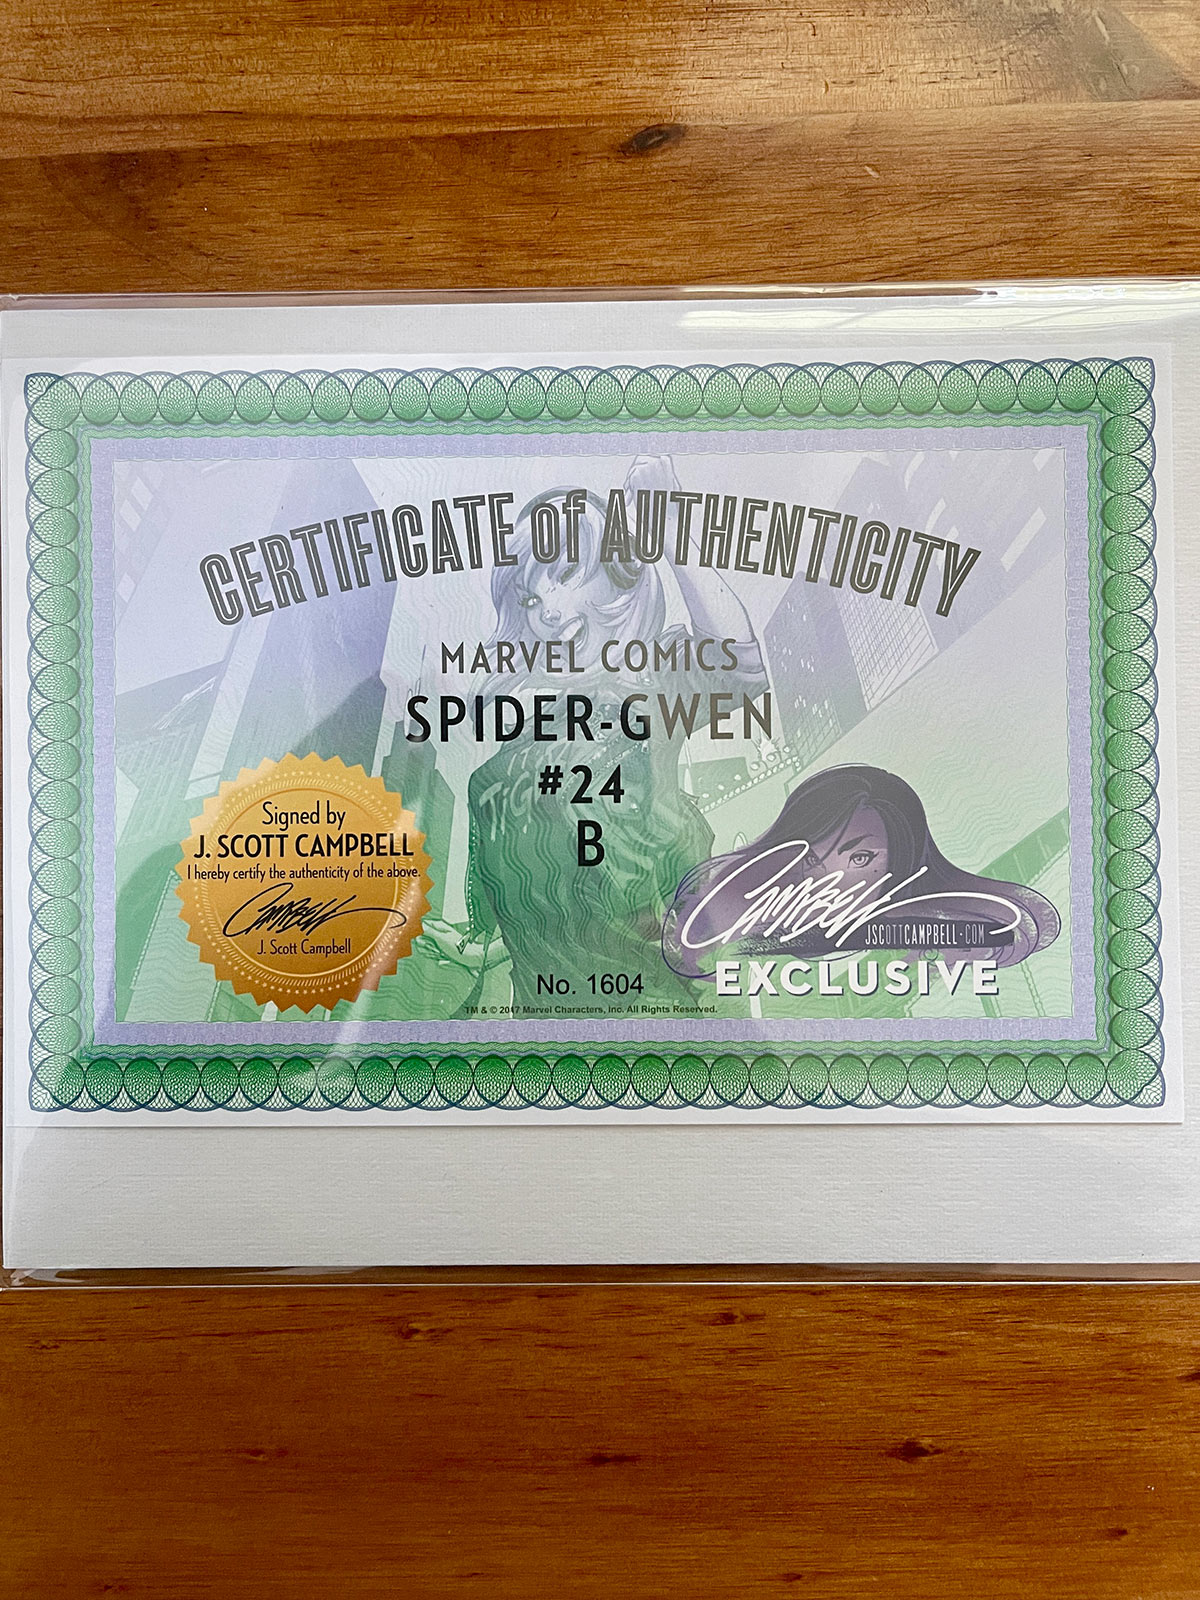 CERTIFICATE of AUTHENTICITY
MARVEL COMICS
SPIDER-GWEN
#24
B
Signed by
J. SCOTT CAMPBELL
I hereby certify the authenticity of the above.
CAMPBELL
J. Scott Campbell
CAMPBELL
JSCOTTCAMPBELL·COM
EXCLUSIVE
No. 1604
TM & © 2017 Marvel Characters, Inc. All Rights Reserved.